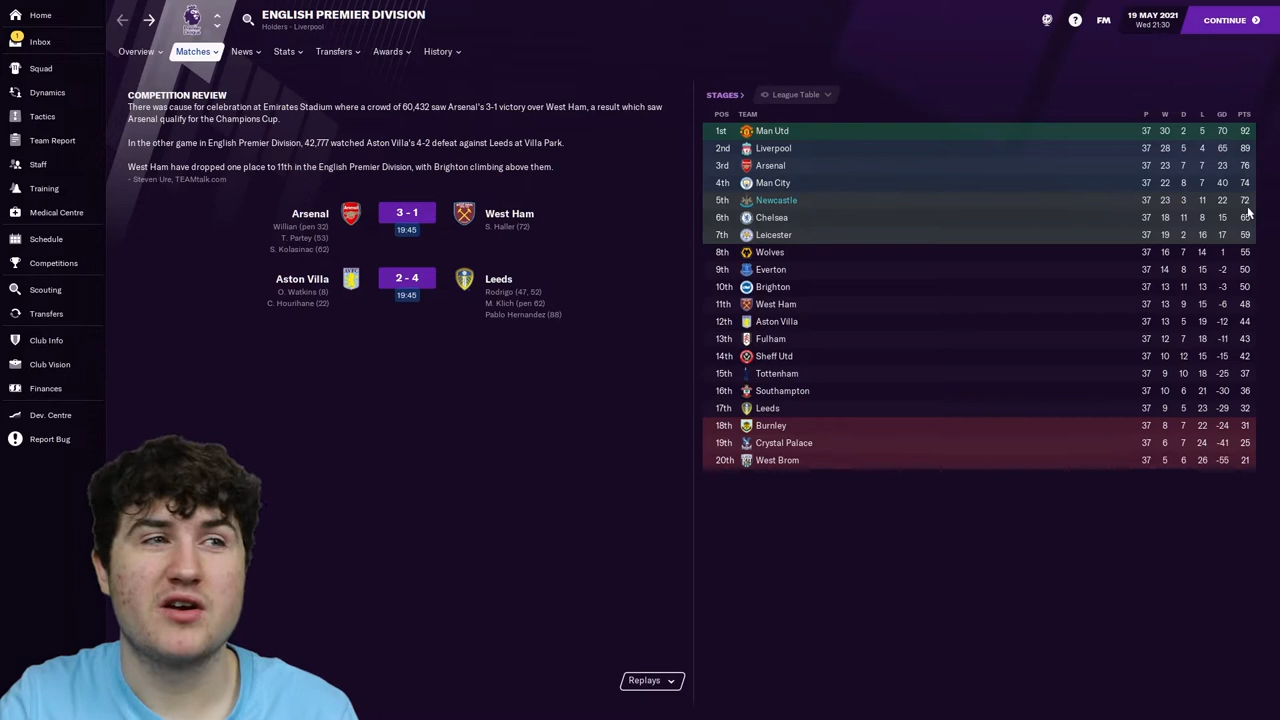 Home
Inbox
1
Squad
Dynamics
Tactics
Team Report
Staff
Training
Medical Centre
Schedule
Competitions
Scouting
Transfers
Club Info
Club Vision
Finances
Dev. Centre
Report Bug
ENGLISH PREMIER DIVISION
Holders - Liverpool
? FM 19 MAY 2021
Wed 21:30
CONTINUE
Overview Matches News Stats Transfers Awards History
COMPETITION REVIEW
There was cause for celebration at Emirates Stadium where a crowd of 60,432 saw Arsenal's 3-1 victory over West Ham, a result which saw
Arsenal qualify for the Champions Cup.
In the other game in English Premier Division, 42,777 watched Aston Villa's 4-2 defeat against Leeds at Villa Park.
West Ham have dropped one place to 11th in the English Premier Division, with Brighton climbing above them.
- Steven Ure, TEAMtalk.com
Arsenal 3 - 1 West Ham
Willian (pen 32) 19:45 S. Haller (72)
T. Partey (53)
S. Kolasinac (62)
Aston Villa 2 - 4 Leeds
O. Watkins (8) 19:45 Rodrigo (47, 52)
C. Hourihane (22) M. Klich (pen 62)
Pablo Hernandez (88)
Replays
STAGES > League Table
POS TEAM P W D L GD PTS
1st Man Utd 37 30 2 5 70 92
2nd Liverpool 37 28 5 4 65 89
3rd Arsenal 37 23 7 7 23 76
4th Man City 37 22 8 7 40 74
5th Newcastle 37 23 3 11 22 72
6th Chelsea 37 18 11 8 15
7th Leicester 37 19 2 16 17 59
8th Wolves 37 16 7 14 1 55
9th Everton 37 14 8 15 -2 50
10th Brighton 37 13 11 13 -3 50
11th West Ham 37 13 9 15 -6 48
12th Aston Villa 37 13 5 19 -12 44
13th Fulham 37 12 7 18 -11 43
14th Sheff Utd 37 10 12 15 -15 42
15th Tottenham 37 9 10 18 -25 37
16th Southampton 37 10 6 21 -30 36
17th Leeds 37 9 5 23 -29 32
18th Burnley 37 8 7 22 -24 31
19th Crystal Palace 37 6 7 24 -41 25
20th West Brom 37 5 6 26 -55 21